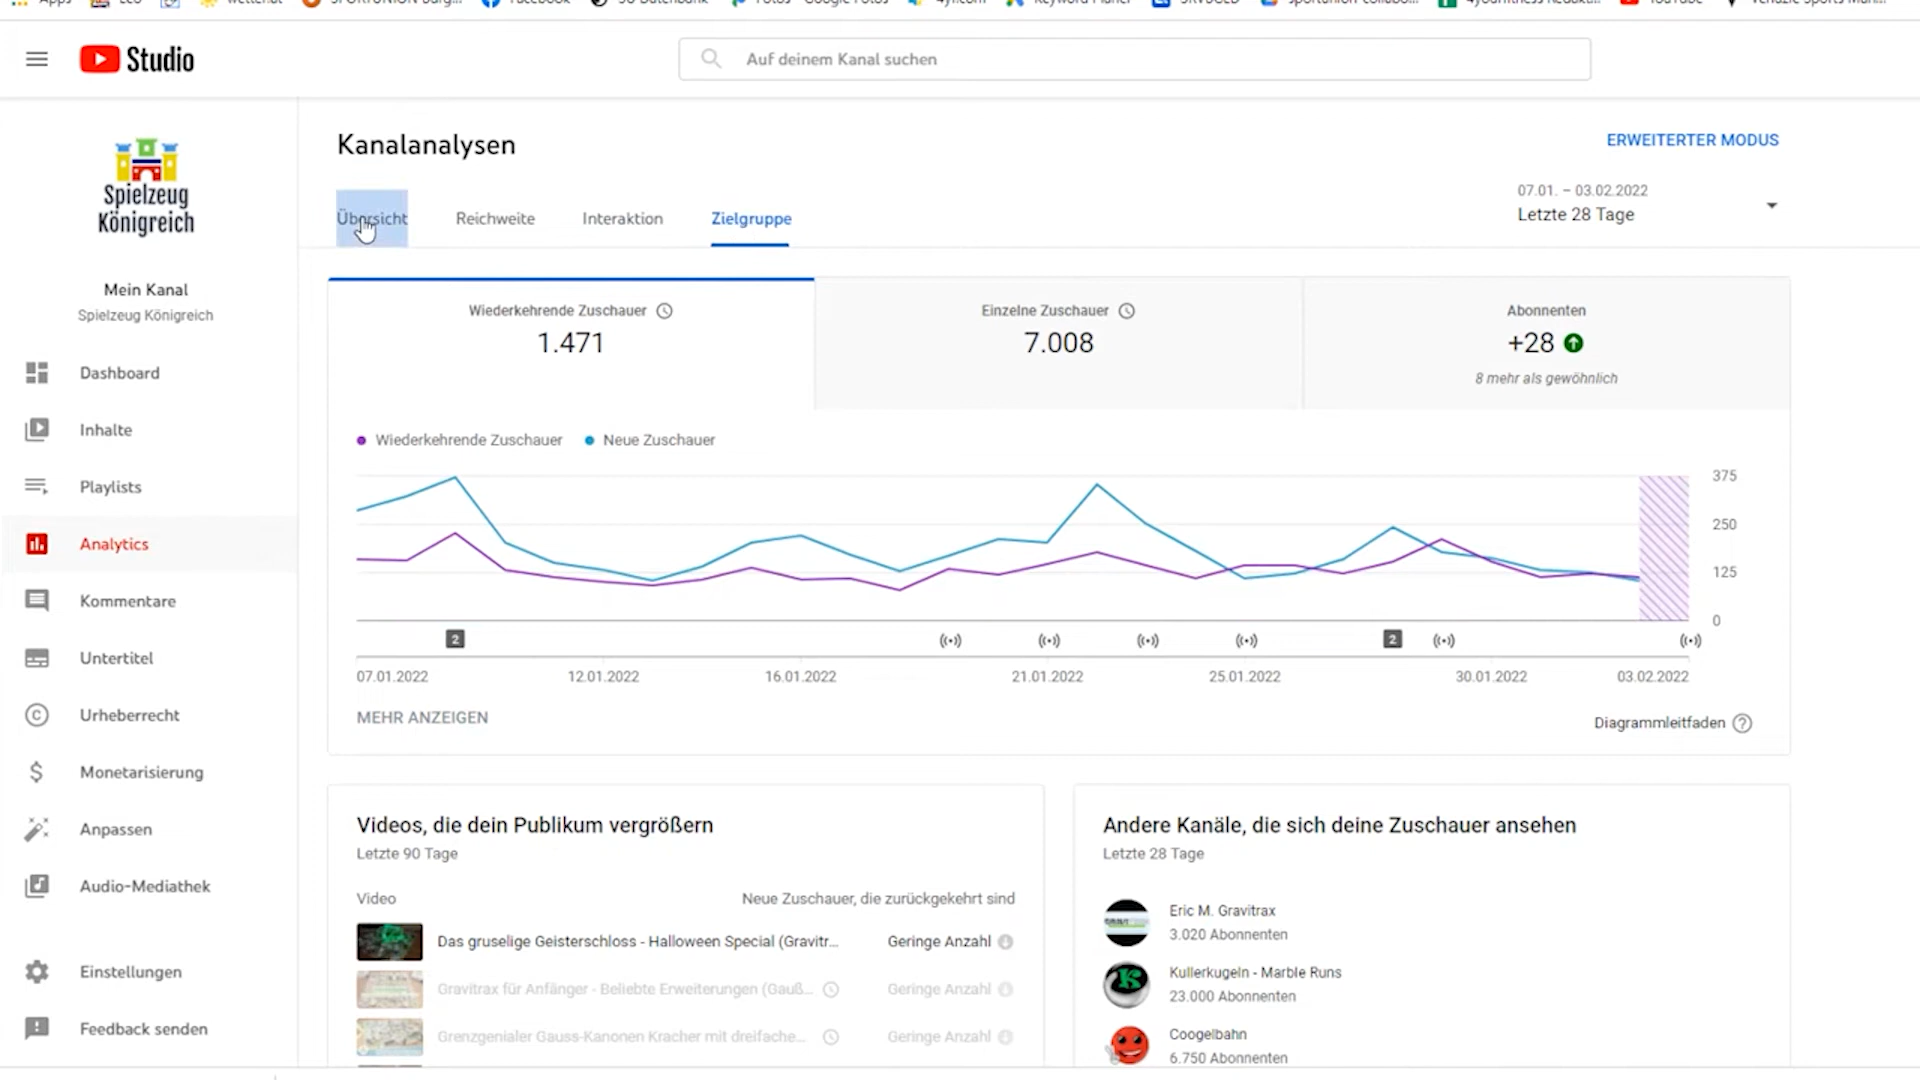 Apps
Facebook
YouTube
Studio
Auf deinem Kanal suchen
Spielzeug
Königreich
Mein Kanal
Spielzeug Königreich
Dashboard
Inhalte
Playlists
Analytics
Kommentare
Untertitel
Urheberrecht
Monetarisierung
Anpassen
Audio-Mediathek
Einstellungen
Feedback senden
Kanalanalysen
ERWEITERTER MODUS
Übersicht Reichweite Interaktion Zielgruppe
07.01. – 03.02.2022
Letzte 28 Tage
Wiederkehrende Zuschauer
1.471
Einzelne Zuschauer
7.008
Abonnenten
+28
8 mehr als gewöhnlich
Wiederkehrende Zuschauer Neue Zuschauer
375
250
125
0
2 2
07.01.2022 12.01.2022 16.01.2022 21.01.2022 25.01.2022 30.01.2022 03.02.2022
MEHR ANZEIGEN
Diagrammleitfaden
Videos, die dein Publikum vergrößern
Letzte 90 Tage
Video Neue Zuschauer, die zurückgekehrt sind
Das gruselige Geisterschloss - Halloween Special (Gravitr... Geringe Anzahl
Gravitrax für Anfänger - Beliebte Erweiterungen (Gauß... Geringe Anzahl
Grenzgenialer Gauss-Kanonen Kracher mit dreifache... Geringe Anzahl
Andere Kanäle, die sich deine Zuschauer ansehen
Letzte 28 Tage
Eric M. Gravitrax
3.020 Abonnenten
Kullerkugeln - Marble Runs
23.000 Abonnenten
Coogelbahn
6.750 Abonnenten